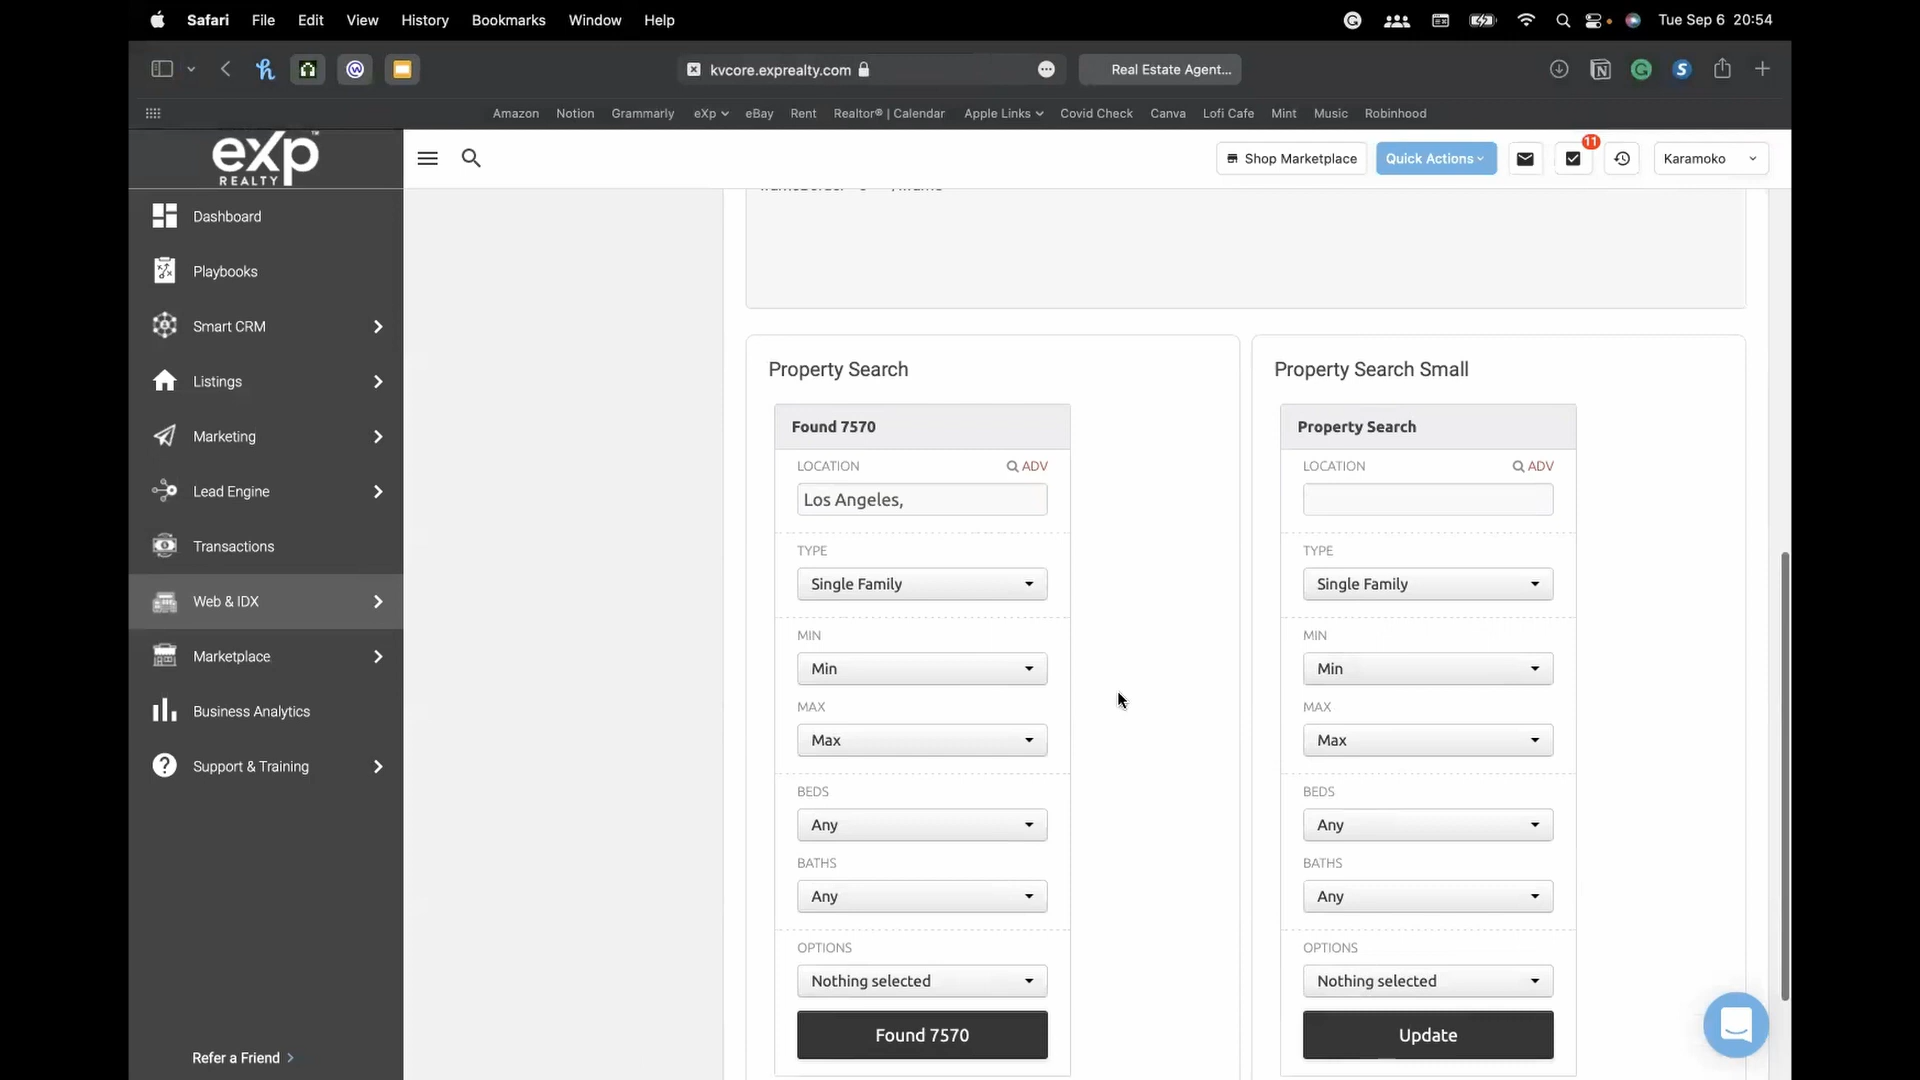 Safari File Edit View History Bookmarks Window Help Tue Sep 6 20:54
kvcore.exprealty.com Real Estate Agent...
Amazon Notion Grammarly eXp eBay Rent Realtor® | Calendar Apple Links Covid Check Canva Lofi Cafe Mint Music Robinhood
eXp™
REALTY
Shop Marketplace Quick Actions 11 Karamoko
Dashboard
Playbooks
Smart CRM
Listings
Marketing
Lead Engine
Transactions
Web & IDX
Marketplace
Business Analytics
Support & Training
Refer a Friend >
Property Search
Found 7570
LOCATION ADV
Los Angeles,
TYPE
Single Family
MIN
Min
MAX
Max
BEDS
Any
BATHS
Any
OPTIONS
Nothing selected
Found 7570
Property Search Small
Property Search
LOCATION ADV
TYPE
Single Family
MIN
Min
MAX
Max
BEDS
Any
BATHS
Any
OPTIONS
Nothing selected
Update